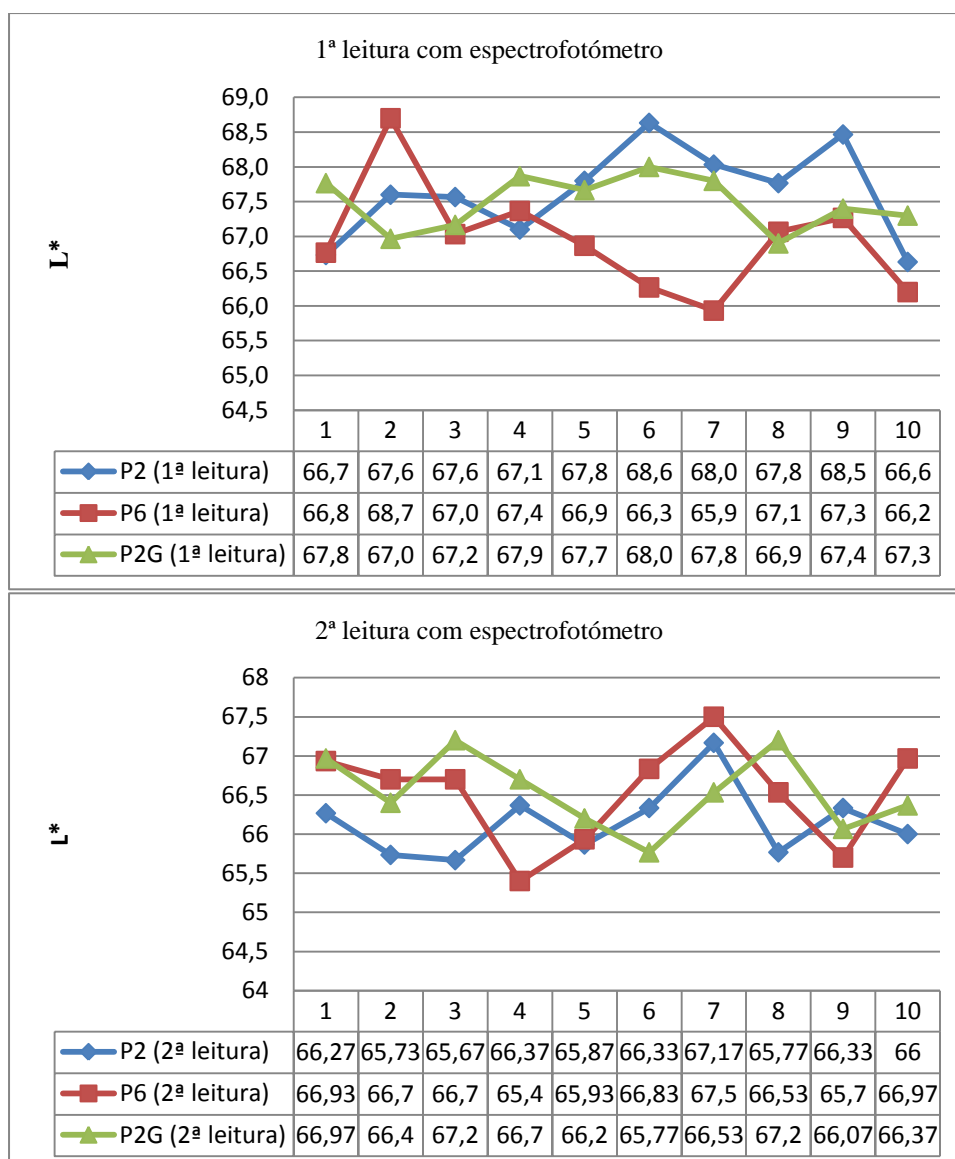 1ª leitura com espectrofotómetro
69,0
68,5
68,0
67,5
67,0
66,5
66,0
65,5
65,0
64,5
L*
1 2 3 4 5 6 7 8 9 10
P2 (1ª leitura) 66,7 67,6 67,6 67,1 67,8 68,6 68,0 67,8 68,5 66,6
P6 (1ª leitura) 66,8 68,7 67,0 67,4 66,9 66,3 65,9 67,1 67,3 66,2
P2G (1ª leitura) 67,8 67,0 67,2 67,9 67,7 68,0 67,8 66,9 67,4 67,3
2ª leitura com espectrofotómetro
68
67,5
67
66,5
66
65,5
65
64,5
64
L*
1 2 3 4 5 6 7 8 9 10
P2 (2ª leitura) 66,27 65,73 65,67 66,37 65,87 66,33 67,17 65,77 66,33 66
P6 (2ª leitura) 66,93 66,7 66,7 65,4 65,93 66,83 67,5 66,53 65,7 66,97
P2G (2ª leitura) 66,97 66,4 67,2 66,7 66,2 65,77 66,53 67,2 66,07 66,37